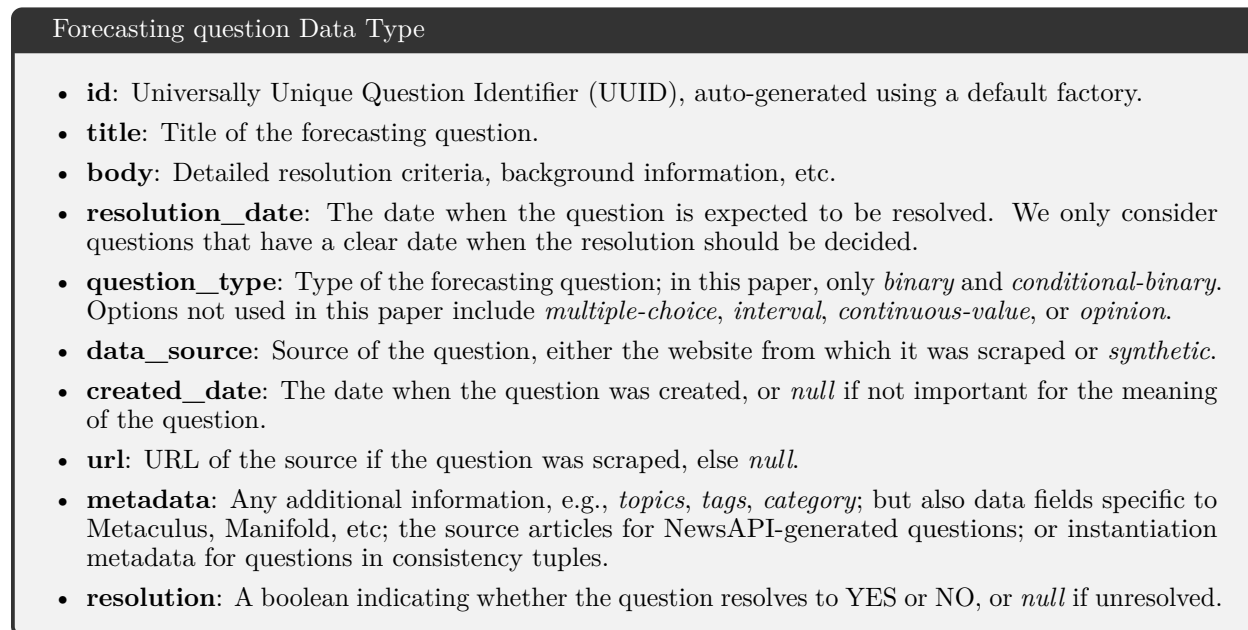 Forecasting question Data Type
• id: Universally Unique Question Identifier (UUID), auto-generated using a default factory.
• title: Title of the forecasting question.
• body: Detailed resolution criteria, background information, etc.
• resolution_date: The date when the question is expected to be resolved. We only consider
questions that have a clear date when the resolution should be decided.
• question_type: Type of the forecasting question; in this paper, only binary and conditional-binary.
Options not used in this paper include multiple-choice, interval, continuous-value, or opinion.
• data_source: Source of the question, either the website from which it was scraped or synthetic.
• created_date: The date when the question was created, or null if not important for the meaning
of the question.
• url: URL of the source if the question was scraped, else null.
• metadata: Any additional information, e.g., topics, tags, category; but also data fields specific to
Metaculus, Manifold, etc; the source articles for NewsAPI-generated questions; or instantiation
metadata for questions in consistency tuples.
• resolution: A boolean indicating whether the question resolves to YES or NO, or null if unresolved.